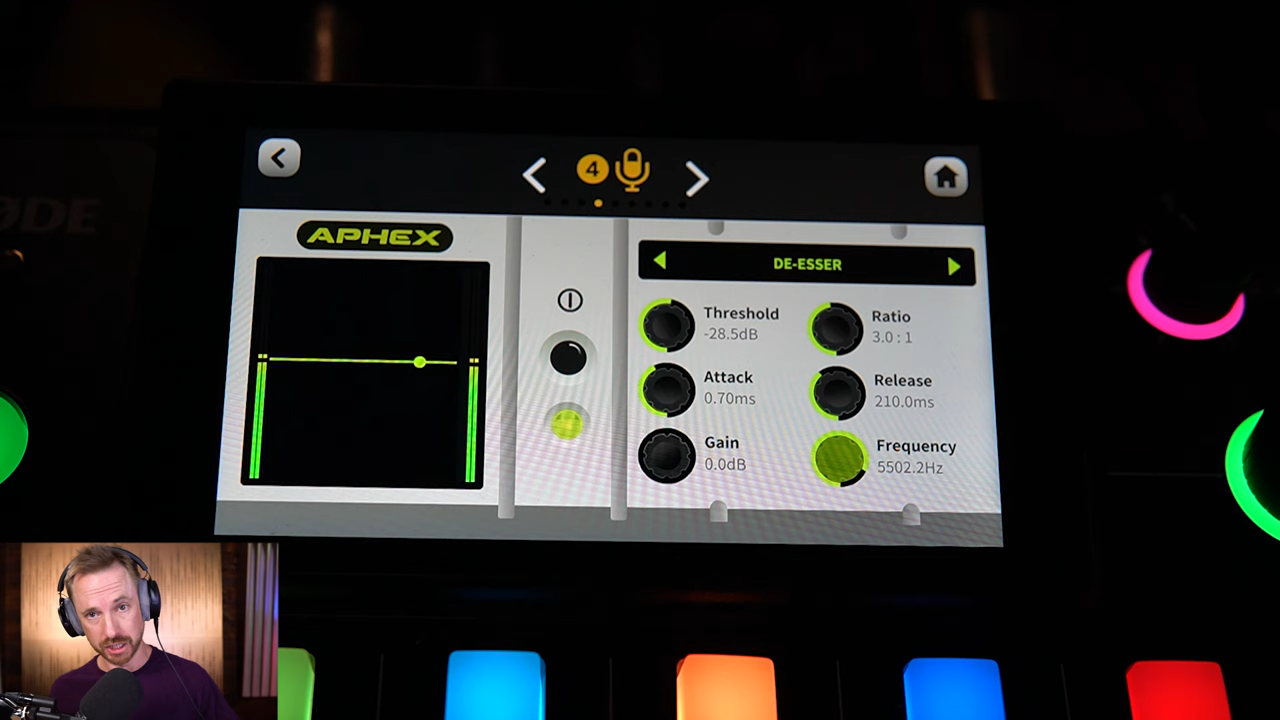 4
RØDE
APHEX
DE-ESSER
Threshold
-28.5dB
Ratio
3.0 : 1
Attack
0.70ms
Release
210.0ms
Gain
0.0dB
Frequency
5502.2Hz